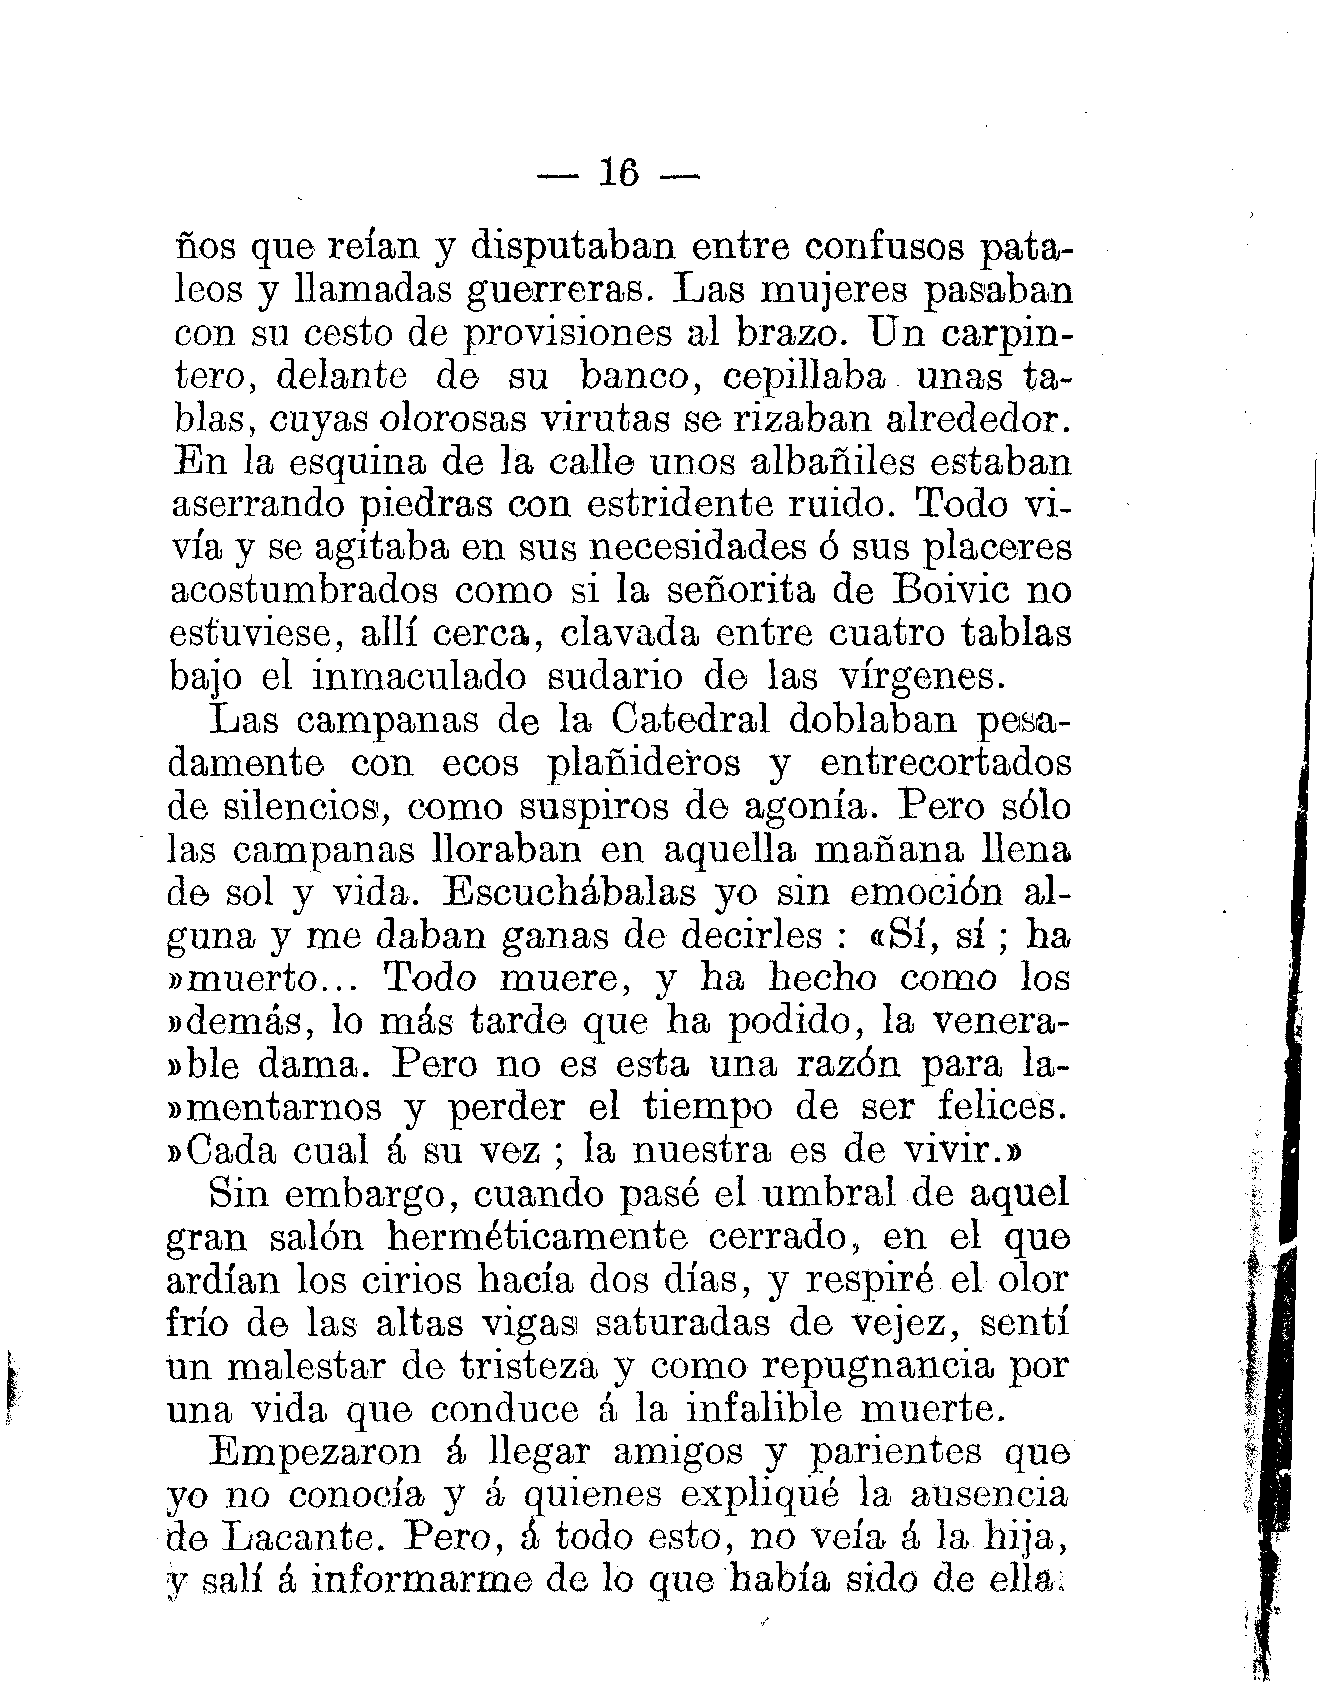 — 16 —
ños que reían y disputaban entre confusos pata-
leos y llamadas guerreras. Las mujeres pasaban
con su cesto de provisiones al brazo. Un carpin-
tero, delante de su banco, cepillaba unas ta-
blas, cuyas olorosas virutas se rizaban alrededor.
En la esquina de la calle unos albañiles estaban
aserrando piedras con estridente ruido. Todo vi-
vía y se agitaba en sus necesidades ó sus placeres
acostumbrados como si la señorita de Boivic no
estuviese, allí cerca, clavada entre cuatro tablas
bajo el inmaculado sudario de las vírgenes.
Las campanas de la Catedral doblaban pesa-
damente con ecos plañideros y entrecortados
de silencios, como suspiros de agonía. Pero sólo
las campanas lloraban en aquella mañana llena
de sol y vida. Escuchábalas yo sin emoción al-
guna y me daban ganas de decirles : «Sí, sí ; ha
»muerto... Todo muere, y ha hecho como los
»demás, lo más tarde que ha podido, la venera-
»ble dama. Pero no es esta una razón para la-
»mentarnos y perder el tiempo de ser felices.
»Cada cual á su vez ; la nuestra es de vivir.»
Sin embargo, cuando pasé el umbral de aquel
gran salón herméticamente cerrado, en el que
ardían los cirios hacía dos días, y respiré el olor
frío de las altas vigas saturadas de vejez, sentí
un malestar de tristeza y como repugnancia por
una vida que conduce á la infalible muerte.
Empezaron á llegar amigos y parientes que
yo no conocía y á quienes expliqué la ausencia
de Lacante. Pero, á todo esto, no veía á la hija,
y salí á informarme de lo que había sido de ella.